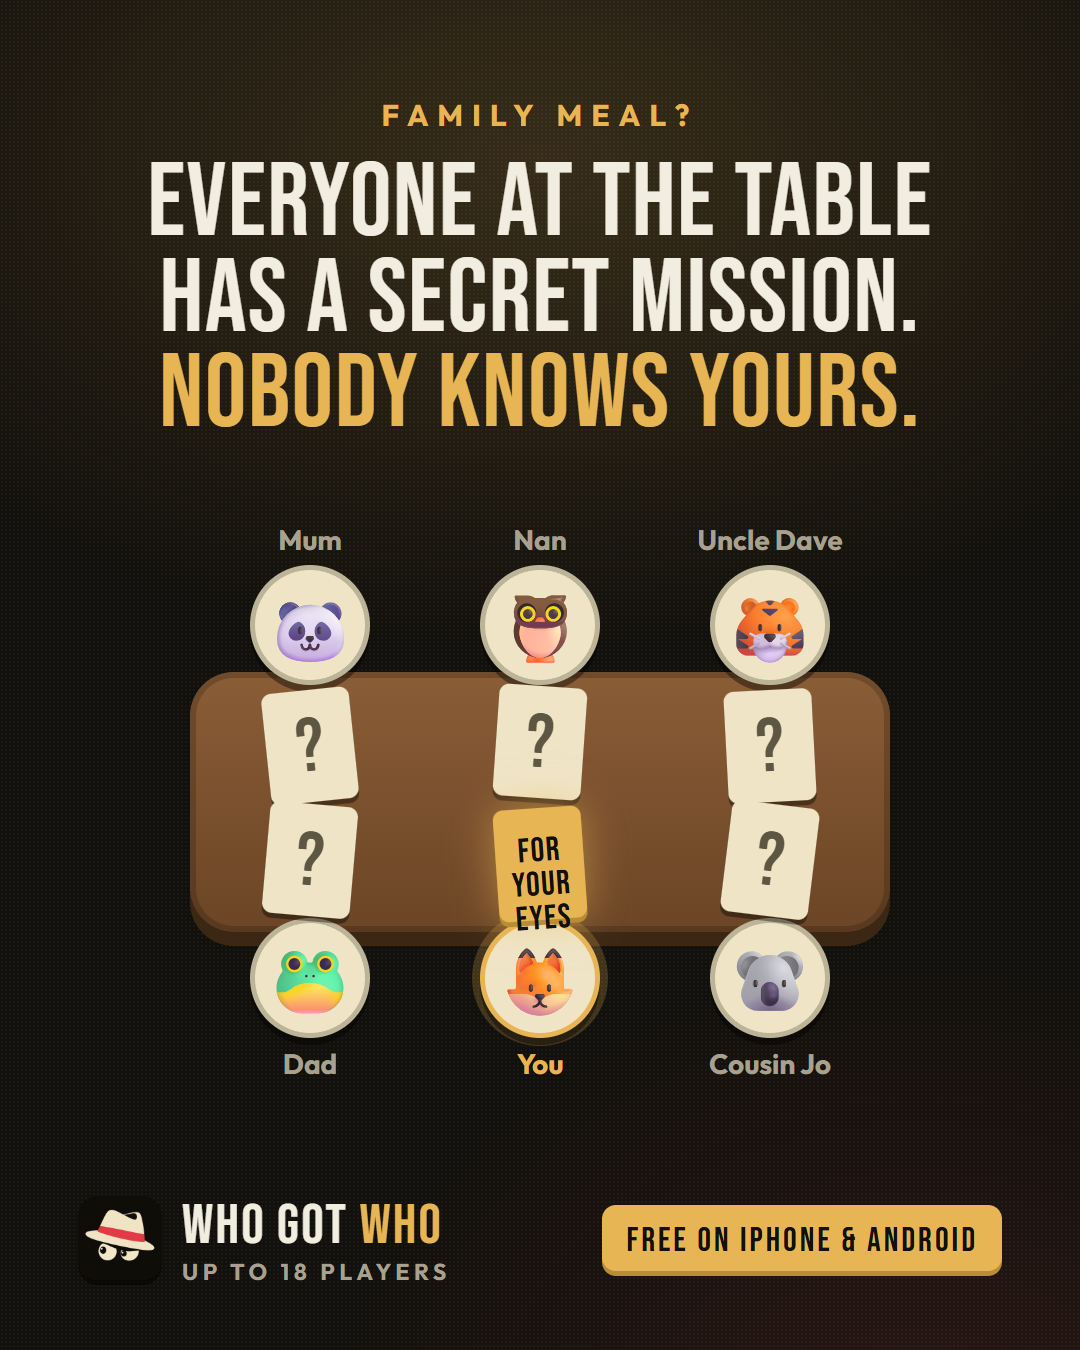 FAMILY MEAL?
EVERYONE AT THE TABLE
HAS A SECRET MISSION.
NOBODY KNOWS YOURS.
Mum Nan Uncle Dave
? ? ?
? FOR YOUR EYES ?
Dad You Cousin Jo
WHO GOT WHO
UP TO 18 PLAYERS
FREE ON IPHONE & ANDROID